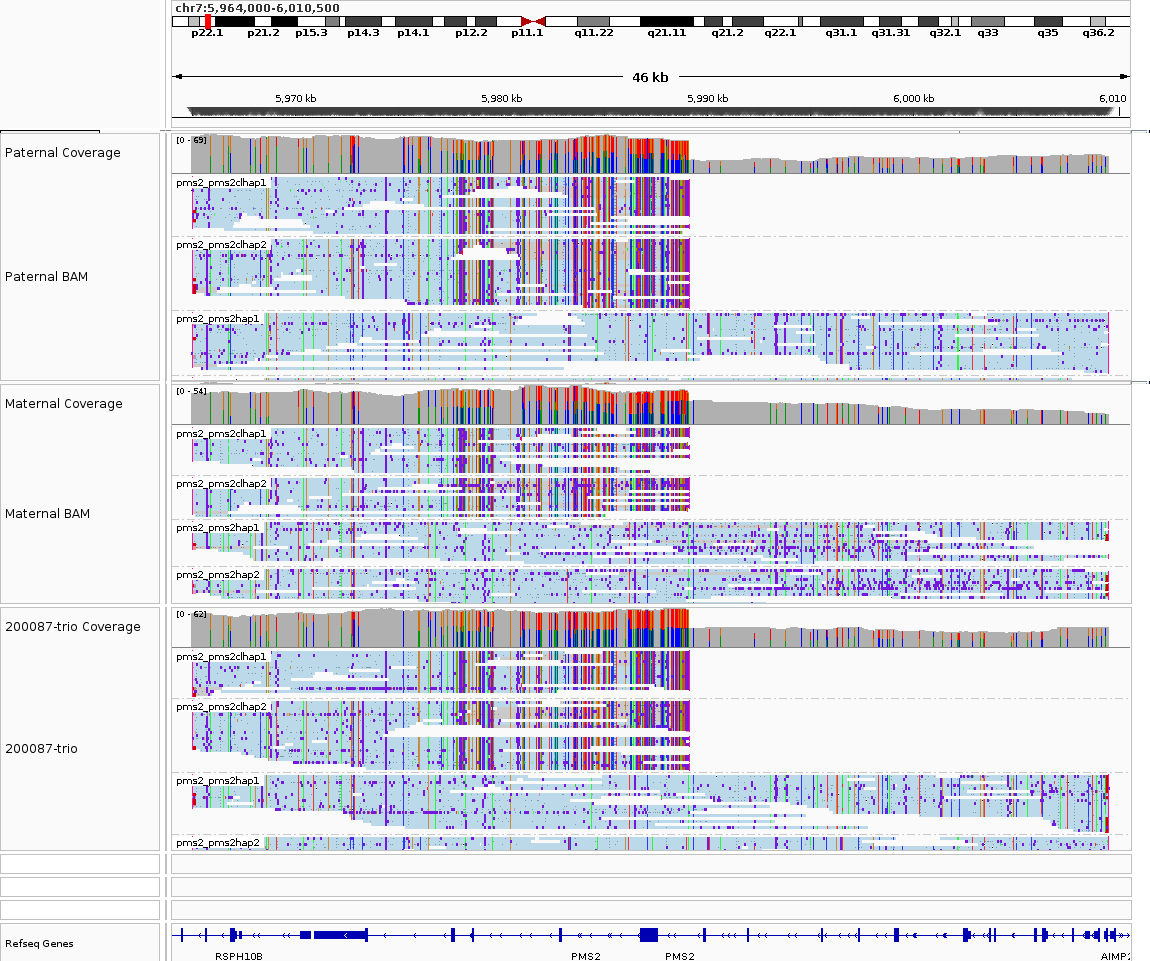 chr7:5,964,000-6,010,500
p22.1 p21.2 p15.3 p14.3 p14.1 p12.2 p11.1 q11.22 q21.11 q21.2 q22.1 q31.1 q31.31 q32.1 q33 q35 q36.2
46 kb
5,970 kb 5,980 kb 5,990 kb 6,000 kb 6,010
[0 - 69]
Paternal Coverage
pms2_pms2clhap1
pms2_pms2clhap2
Paternal BAM
pms2_pms2hap1
[0 - 54]
Maternal Coverage
pms2_pms2clhap1
pms2_pms2clhap2
Maternal BAM
pms2_pms2hap1
pms2_pms2hap2
[0 - 62]
200087-trio Coverage
pms2_pms2clhap1
pms2_pms2clhap2
200087-trio
pms2_pms2hap1
pms2_pms2hap2
Refseq Genes
RSPH10B PMS2 PMS2 AIMP2